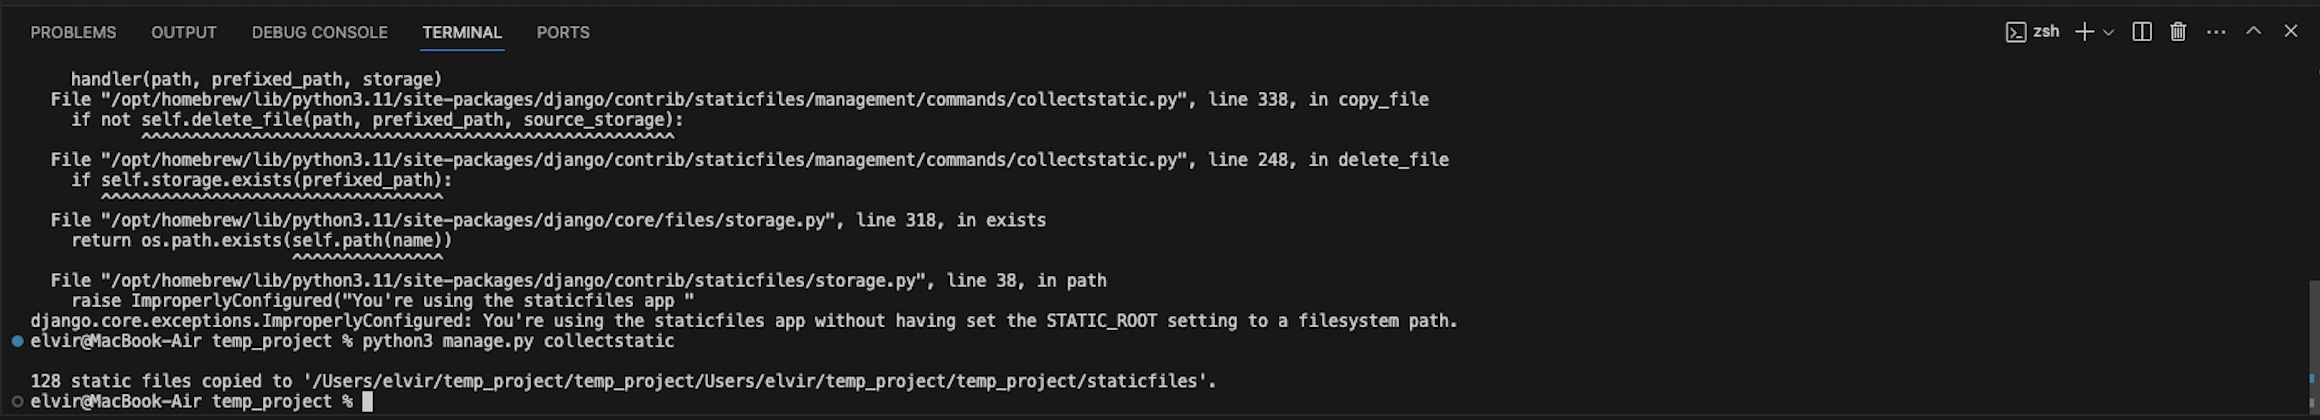 PROBLEMS OUTPUT DEBUG CONSOLE TERMINAL PORTS zsh
handler(path, prefixed_path, storage)
File "/opt/homebrew/lib/python3.11/site-packages/django/contrib/staticfiles/management/commands/collectstatic.py", line 338, in copy_file
if not self.delete_file(path, prefixed_path, source_storage):
^^^^^^^^^^^^^^^^^^^^^^^^^^^^^^^^^^^^^^^^^^^^^^^^^^^^^
File "/opt/homebrew/lib/python3.11/site-packages/django/contrib/staticfiles/management/commands/collectstatic.py", line 248, in delete_file
if self.storage.exists(prefixed_path):
^^^^^^^^^^^^^^^^^^^^^^^^^^^^^^^^^^
File "/opt/homebrew/lib/python3.11/site-packages/django/core/files/storage.py", line 318, in exists
return os.path.exists(self.path(name))
^^^^^^^^^^^^^^^
File "/opt/homebrew/lib/python3.11/site-packages/django/contrib/staticfiles/storage.py", line 38, in path
raise ImproperlyConfigured("You're using the staticfiles app "
django.core.exceptions.ImproperlyConfigured: You're using the staticfiles app without having set the STATIC_ROOT setting to a filesystem path.
elvir@MacBook-Air temp_project % python3 manage.py collectstatic
128 static files copied to '/Users/elvir/temp_project/temp_project/Users/elvir/temp_project/temp_project/staticfiles'.
elvir@MacBook-Air temp_project %